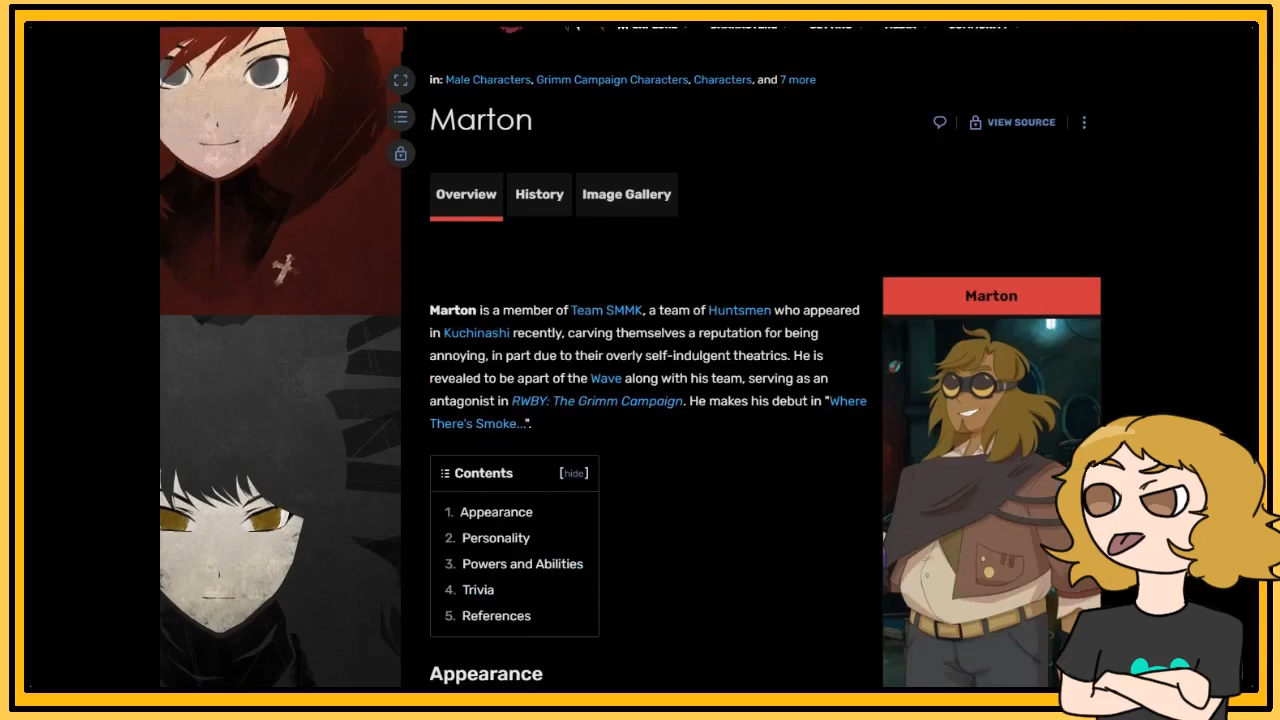 in: Male Characters, Grimm Campaign Characters, Characters, and 7 more
Marton
VIEW SOURCE
Overview
History
Image Gallery
Marton
Marton is a member of Team SMMK, a team of Huntsmen who appeared
in Kuchinashi recently, carving themselves a reputation for being
annoying, in part due to their overly self-indulgent theatrics. He is
revealed to be apart of the Wave along with his team, serving as an
antagonist in RWBY: The Grimm Campaign. He makes his debut in "Where
There's Smoke...".
Contents [hide]
1. Appearance
2. Personality
3. Powers and Abilities
4. Trivia
5. References
Appearance